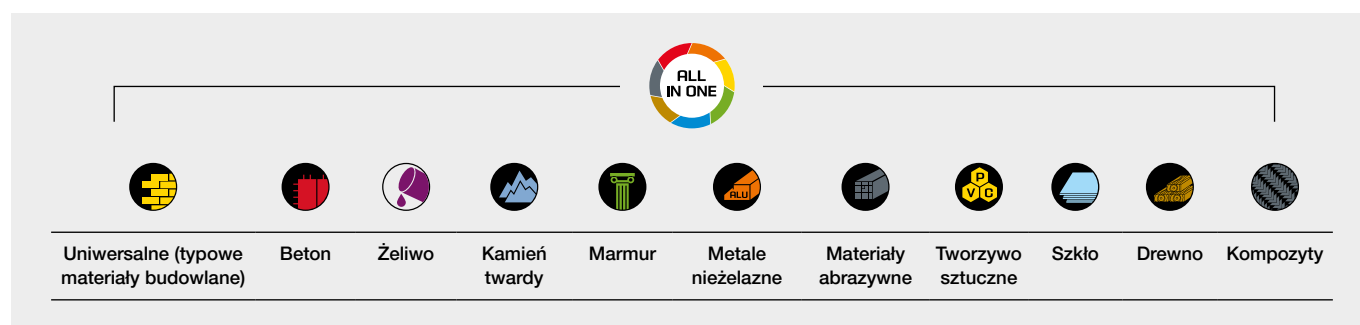 ALL
IN ONE
ALU
P
V C
Uniwersalne (typowe
materiały budowlane)
Beton
Żeliwo
Kamień
twardy
Marmur
Metale
nieżelazne
Materiały
abrazywne
Tworzywo
sztuczne
Szkło
Drewno
Kompozyty